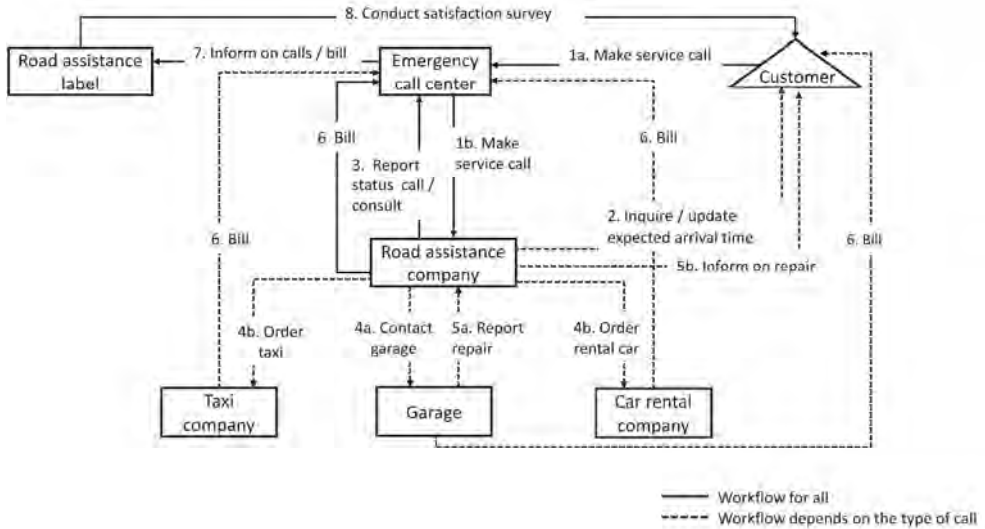 8. Conduct satisfaction survey
Road assistance
label
7. Inform on calls / bill
Emergency
call center
1a. Make service call
Customer
6 Bill
3. Report
status call /
consult
1b. Make
service call
6. Bill
2. Inquire / update
expected arrival time
6. Bill
6. Bill
Road assistance
company
5b. Inform on repair
4b. Order
taxi
4a. Contact
garage
5a. Report
repair
4b. Order
rental car
Taxi
company
Garage
Car rental
company
Workflow for all
Workflow depends on the type of call